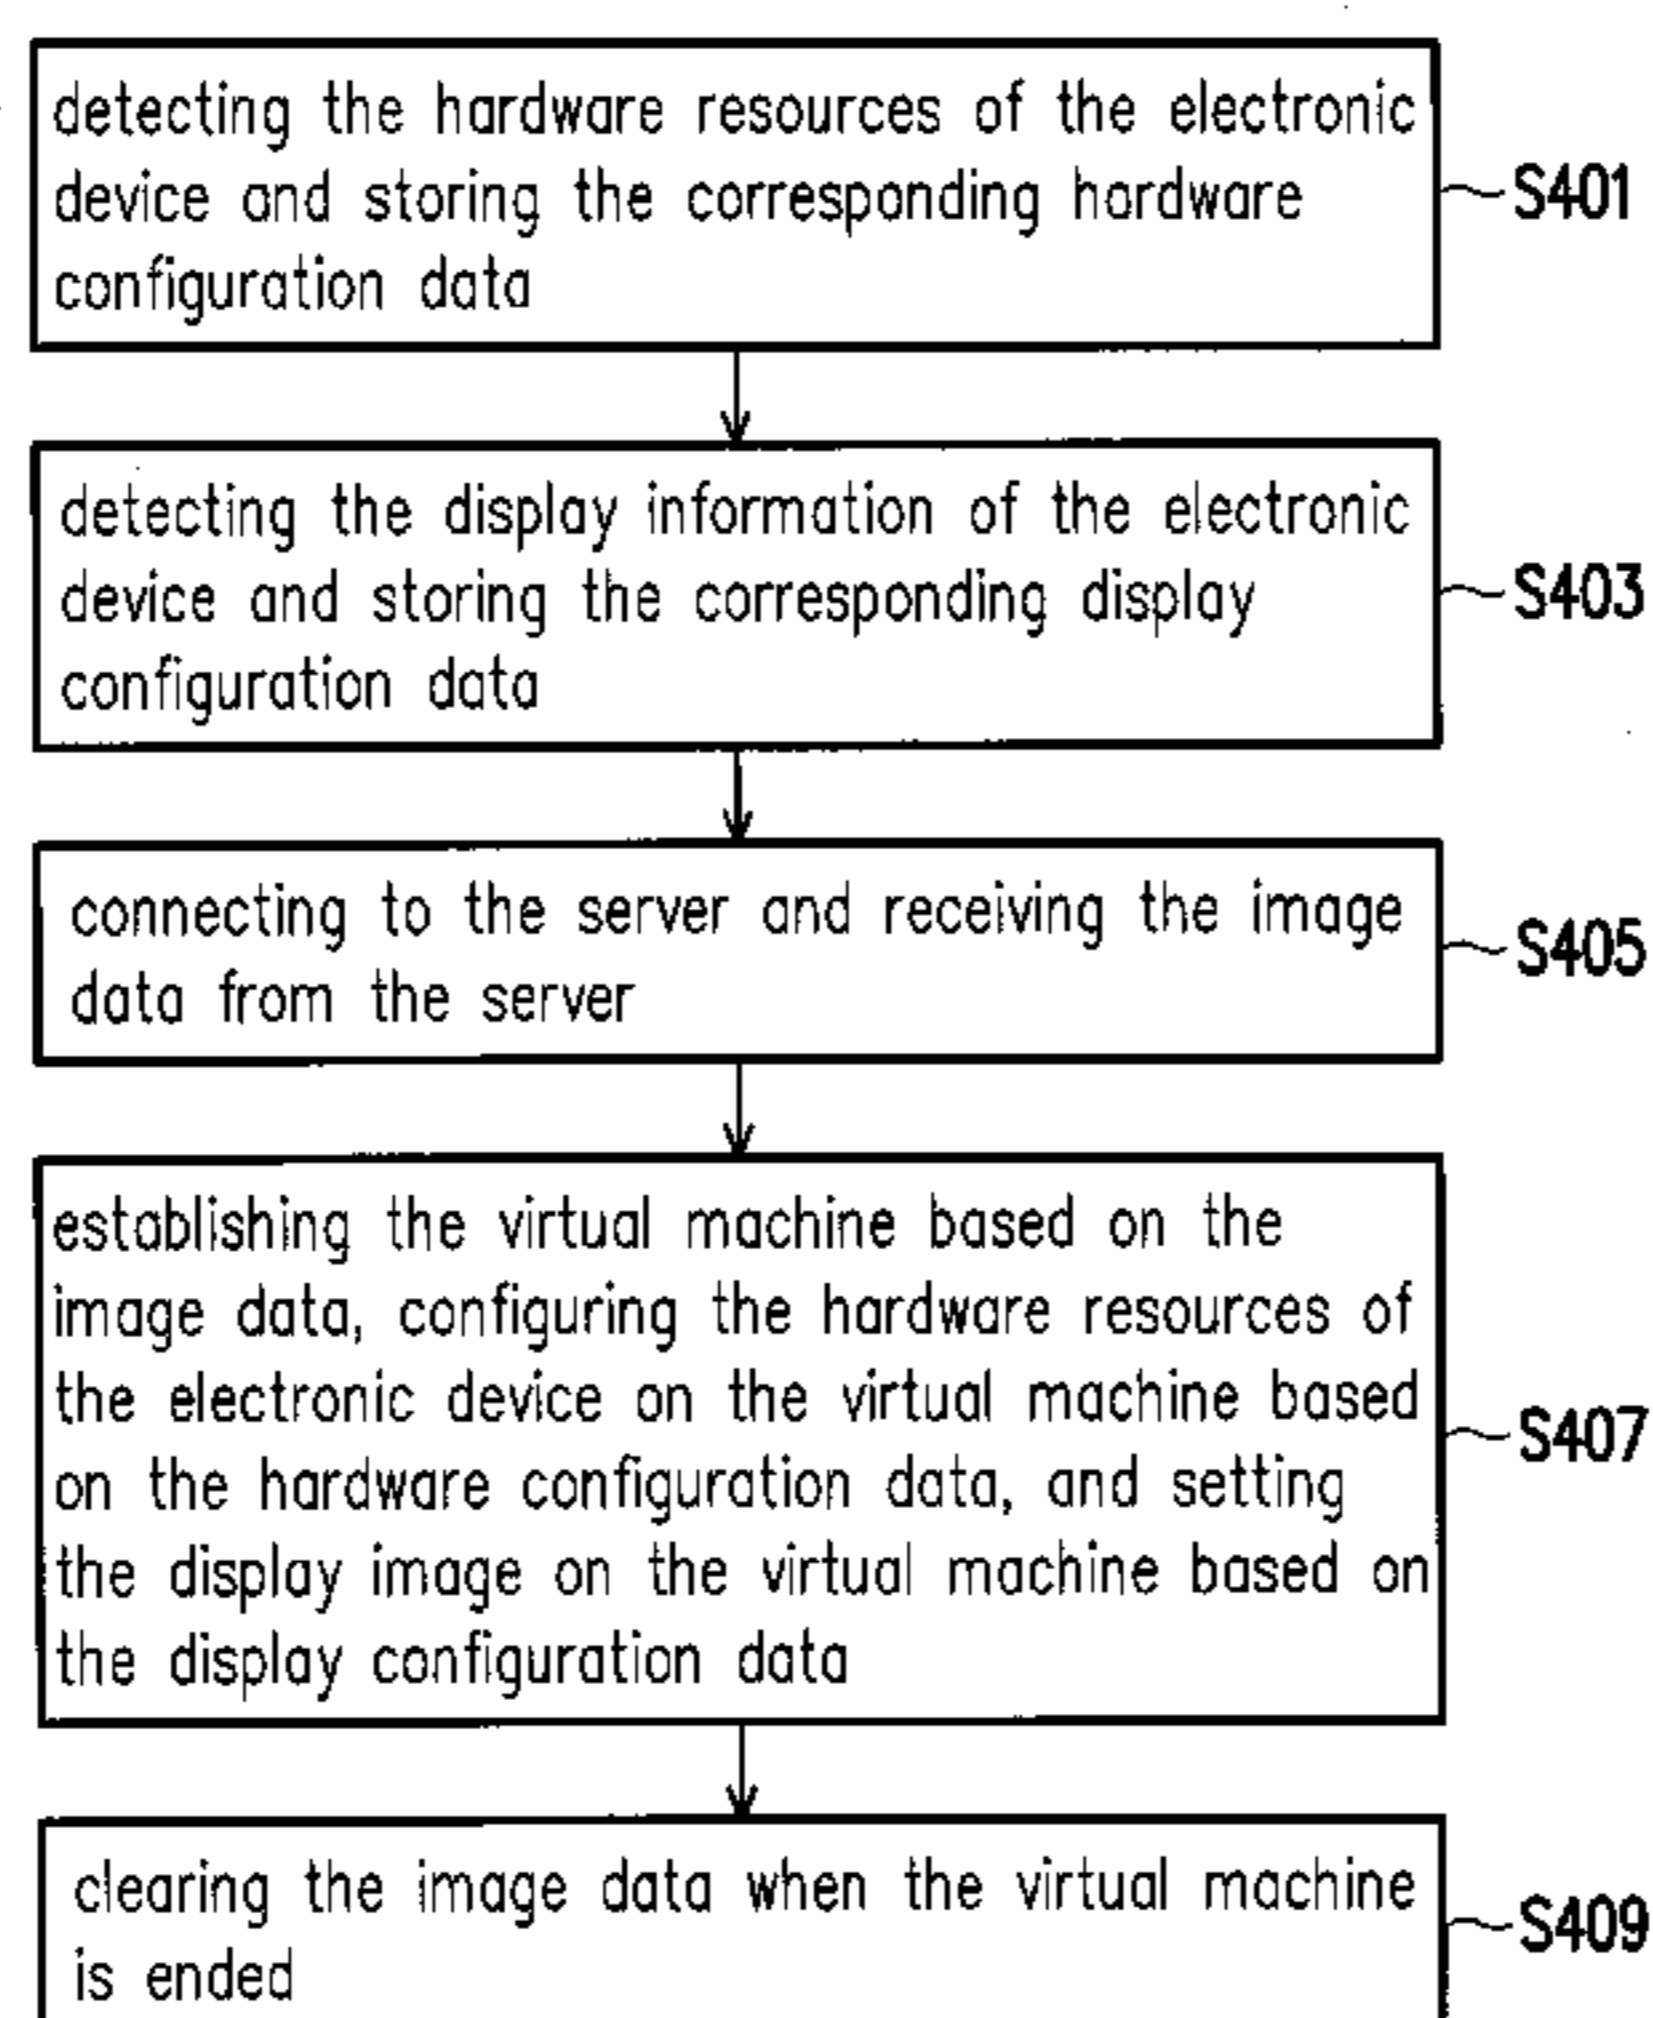 detecting the hardware resources of the electronic
device and storing the corresponding hardware
configuration data
S401
detecting the display information of the electronic
device and storing the corresponding display
configuration data
S403
connecting to the server and receiving the image
data from the server
S405
establishing the virtual machine based on the
image data, configuring the hardware resources of
the electronic device on the virtual machine based
on the hardware configuration data, and setting
the display image on the virtual machine based on
the display configuration data
S407
clearing the image data when the virtual machine
is ended
S409